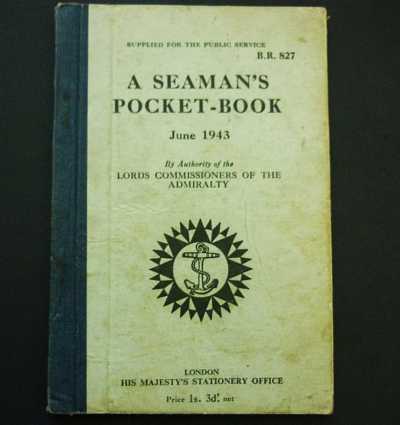 SUPPLIED FOR THE PUBLIC SERVICE
B.R. 827
A SEAMAN'S
POCKET-BOOK
June 1943
By Authority of the
LORDS COMMISSIONERS OF THE
ADMIRALTY
LONDON
HIS MAJESTY'S STATIONERY OFFICE
Price 1s. 3d. net